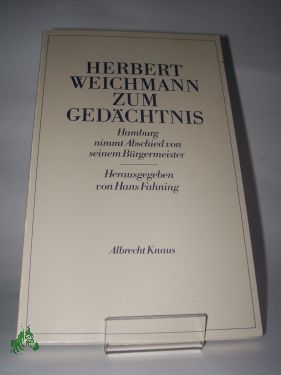 HERBERT
WEICHMANN
ZUM
GEDÄCHTNIS
Hamburg
nimmt Abschied von
seinem Bürgermeister
Herausgegeben
von Hans Fahning
Albrecht Knaus